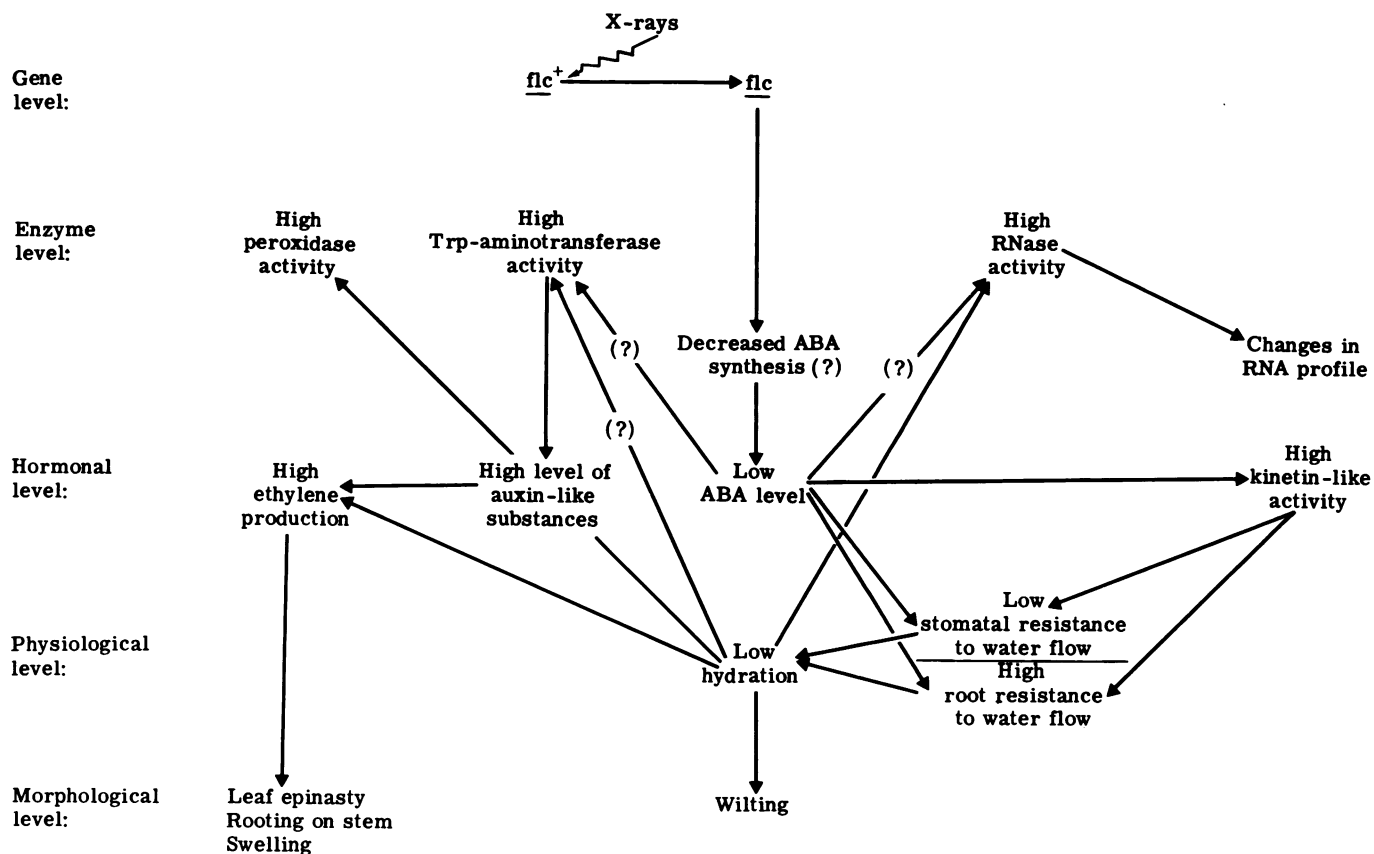 X-rays
Gene
level:
flc+
flc
Enzyme
level:
High
peroxidase
activity
High
Trp-aminotransferase
activity
High
RNase
activity
(?)
Decreased ABA
synthesis (?)
(?)
Changes in
RNA profile
(?)
Hormonal
level:
High
ethylene
production
High level of
auxin-like
substances
Low
ABA level
High
kinetin-like
activity
Physiological
level:
Low
hydration
Low
stomatal resistance
to water flow
High
root resistance
to water flow
Morphological
level:
Leaf epinasty
Rooting on stem
Swelling
Wilting